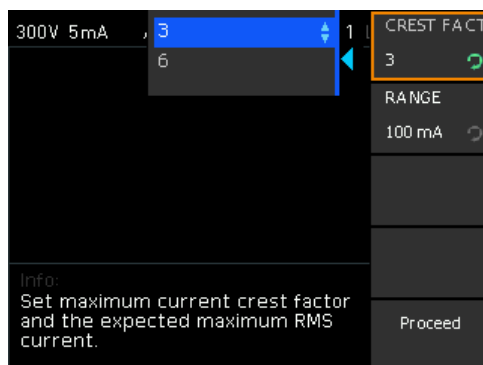 300V 5mA , 3 1
6
CREST FACT
3
RANGE
100 mA
Info:
Set maximum current crest factor
and the expected maximum RMS
current.
Proceed